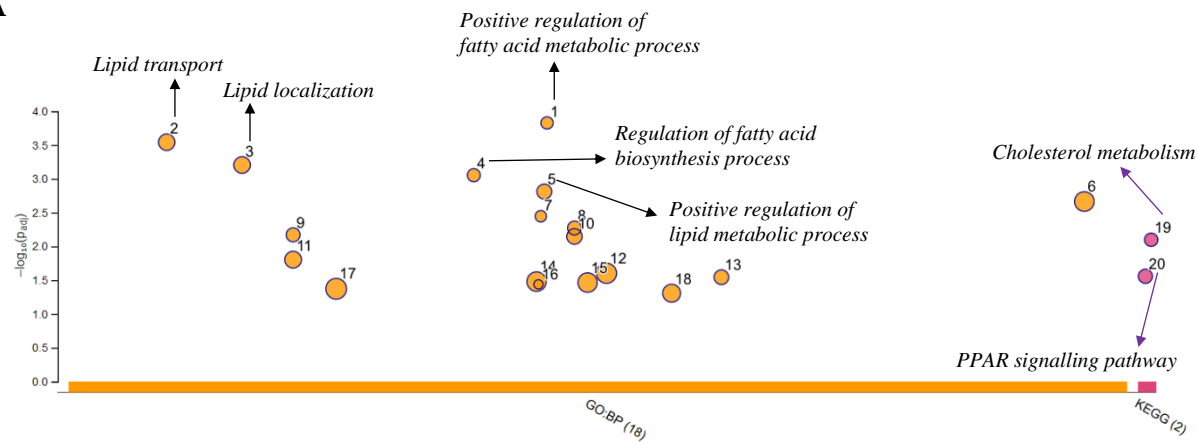 Positive regulation of
fatty acid metabolic process
Lipid transport
Lipid localization
Regulation of fatty acid
biosynthesis process
Positive regulation of
lipid metabolic process
Cholesterol metabolism
PPAR signalling pathway
-log₁₀(padj)
4.0
3.5
3.0
2.5
2.0
1.5
1.0
0.5
0.0
1
2
3
4
5
6
7
8
9
10
11
12
13
14
15
16
17
18
19
20
GO:BP (18)
KEGG (2)